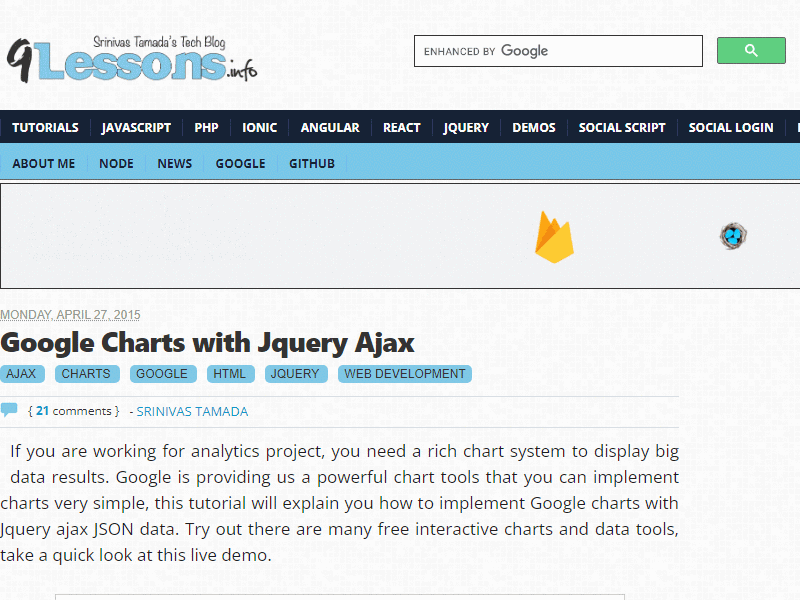 Srinivas Tamada's Tech Blog
9Lessons.info
ENHANCED BY Google
TUTORIALS JAVASCRIPT PHP IONIC ANGULAR REACT JQUERY DEMOS SOCIAL SCRIPT SOCIAL LOGIN
ABOUT ME NODE NEWS GOOGLE GITHUB
MONDAY, APRIL 27, 2015
Google Charts with Jquery Ajax
AJAX CHARTS GOOGLE HTML JQUERY WEB DEVELOPMENT
{ 21 comments } - SRINIVAS TAMADA
If you are working for analytics project, you need a rich chart system to display big
data results. Google is providing us a powerful chart tools that you can implement
charts very simple, this tutorial will explain you how to implement Google charts with
Jquery ajax JSON data. Try out there are many free interactive charts and data tools,
take a quick look at this live demo.